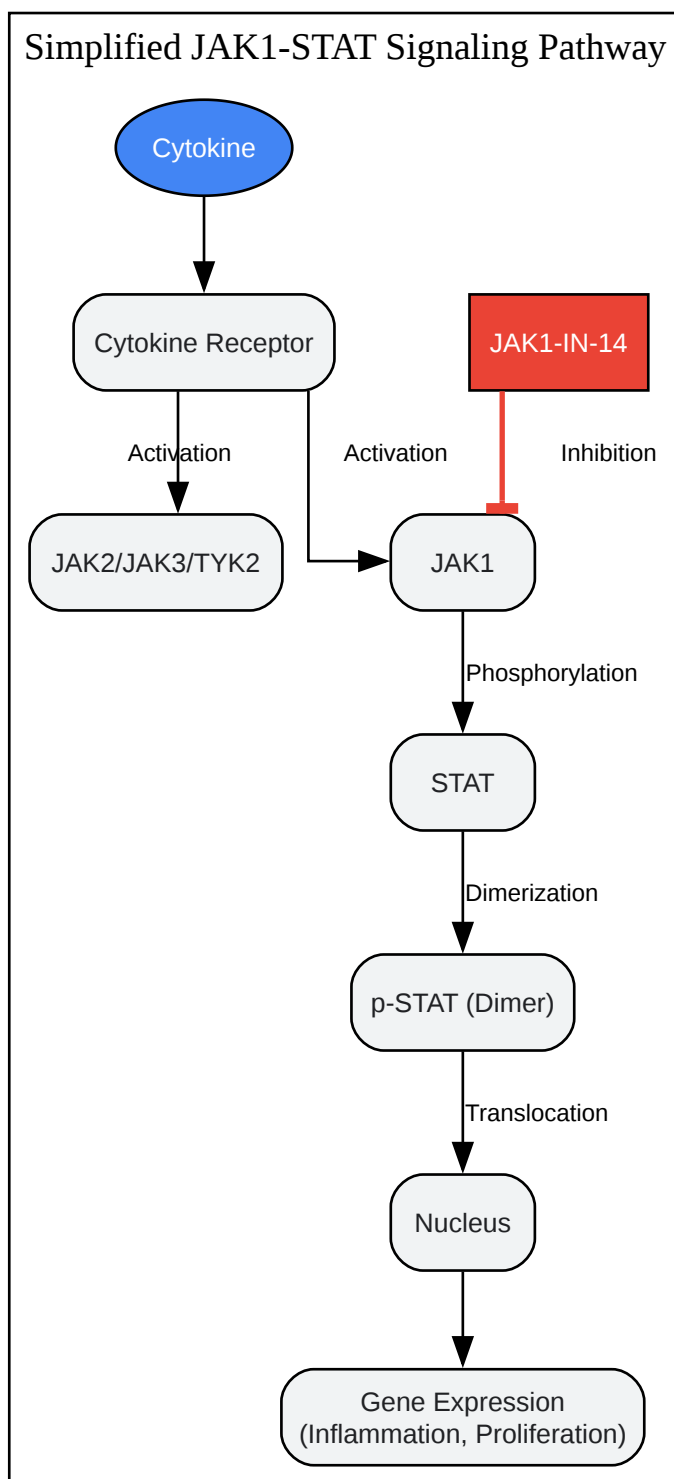 Simplified JAK1-STAT Signaling Pathway
Cytokine
Cytokine Receptor
JAK1-IN-14
Activation
Activation
Inhibition
JAK2/JAK3/TYK2
JAK1
Phosphorylation
STAT
Dimerization
p-STAT (Dimer)
Translocation
Nucleus
Gene Expression
(Inflammation, Proliferation)